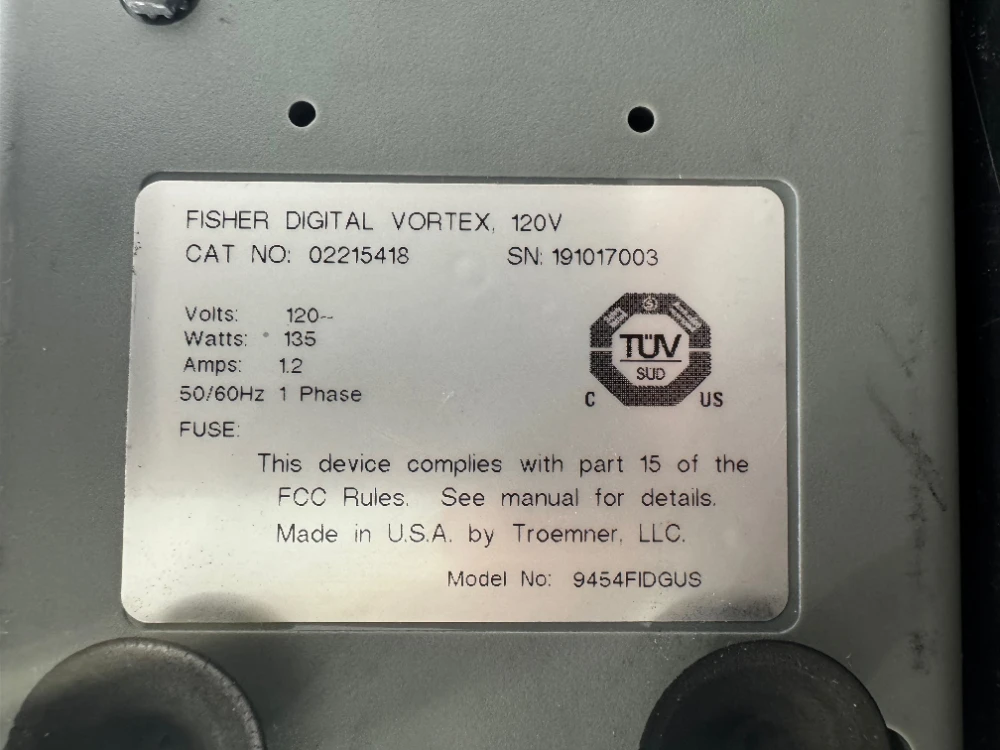 FISHER DIGITAL VORTEX, 120V
CAT NO: 02215418 SN: 191017003
Volts: 120~
Watts: 135
Amps: 1.2
50/60Hz 1 Phase
FUSE:
TÜV
SÜD
C US
This device complies with part 15 of the
FCC Rules. See manual for details.
Made in U.S.A. by Troemner, LLC.
Model No: 9454FIDGUS